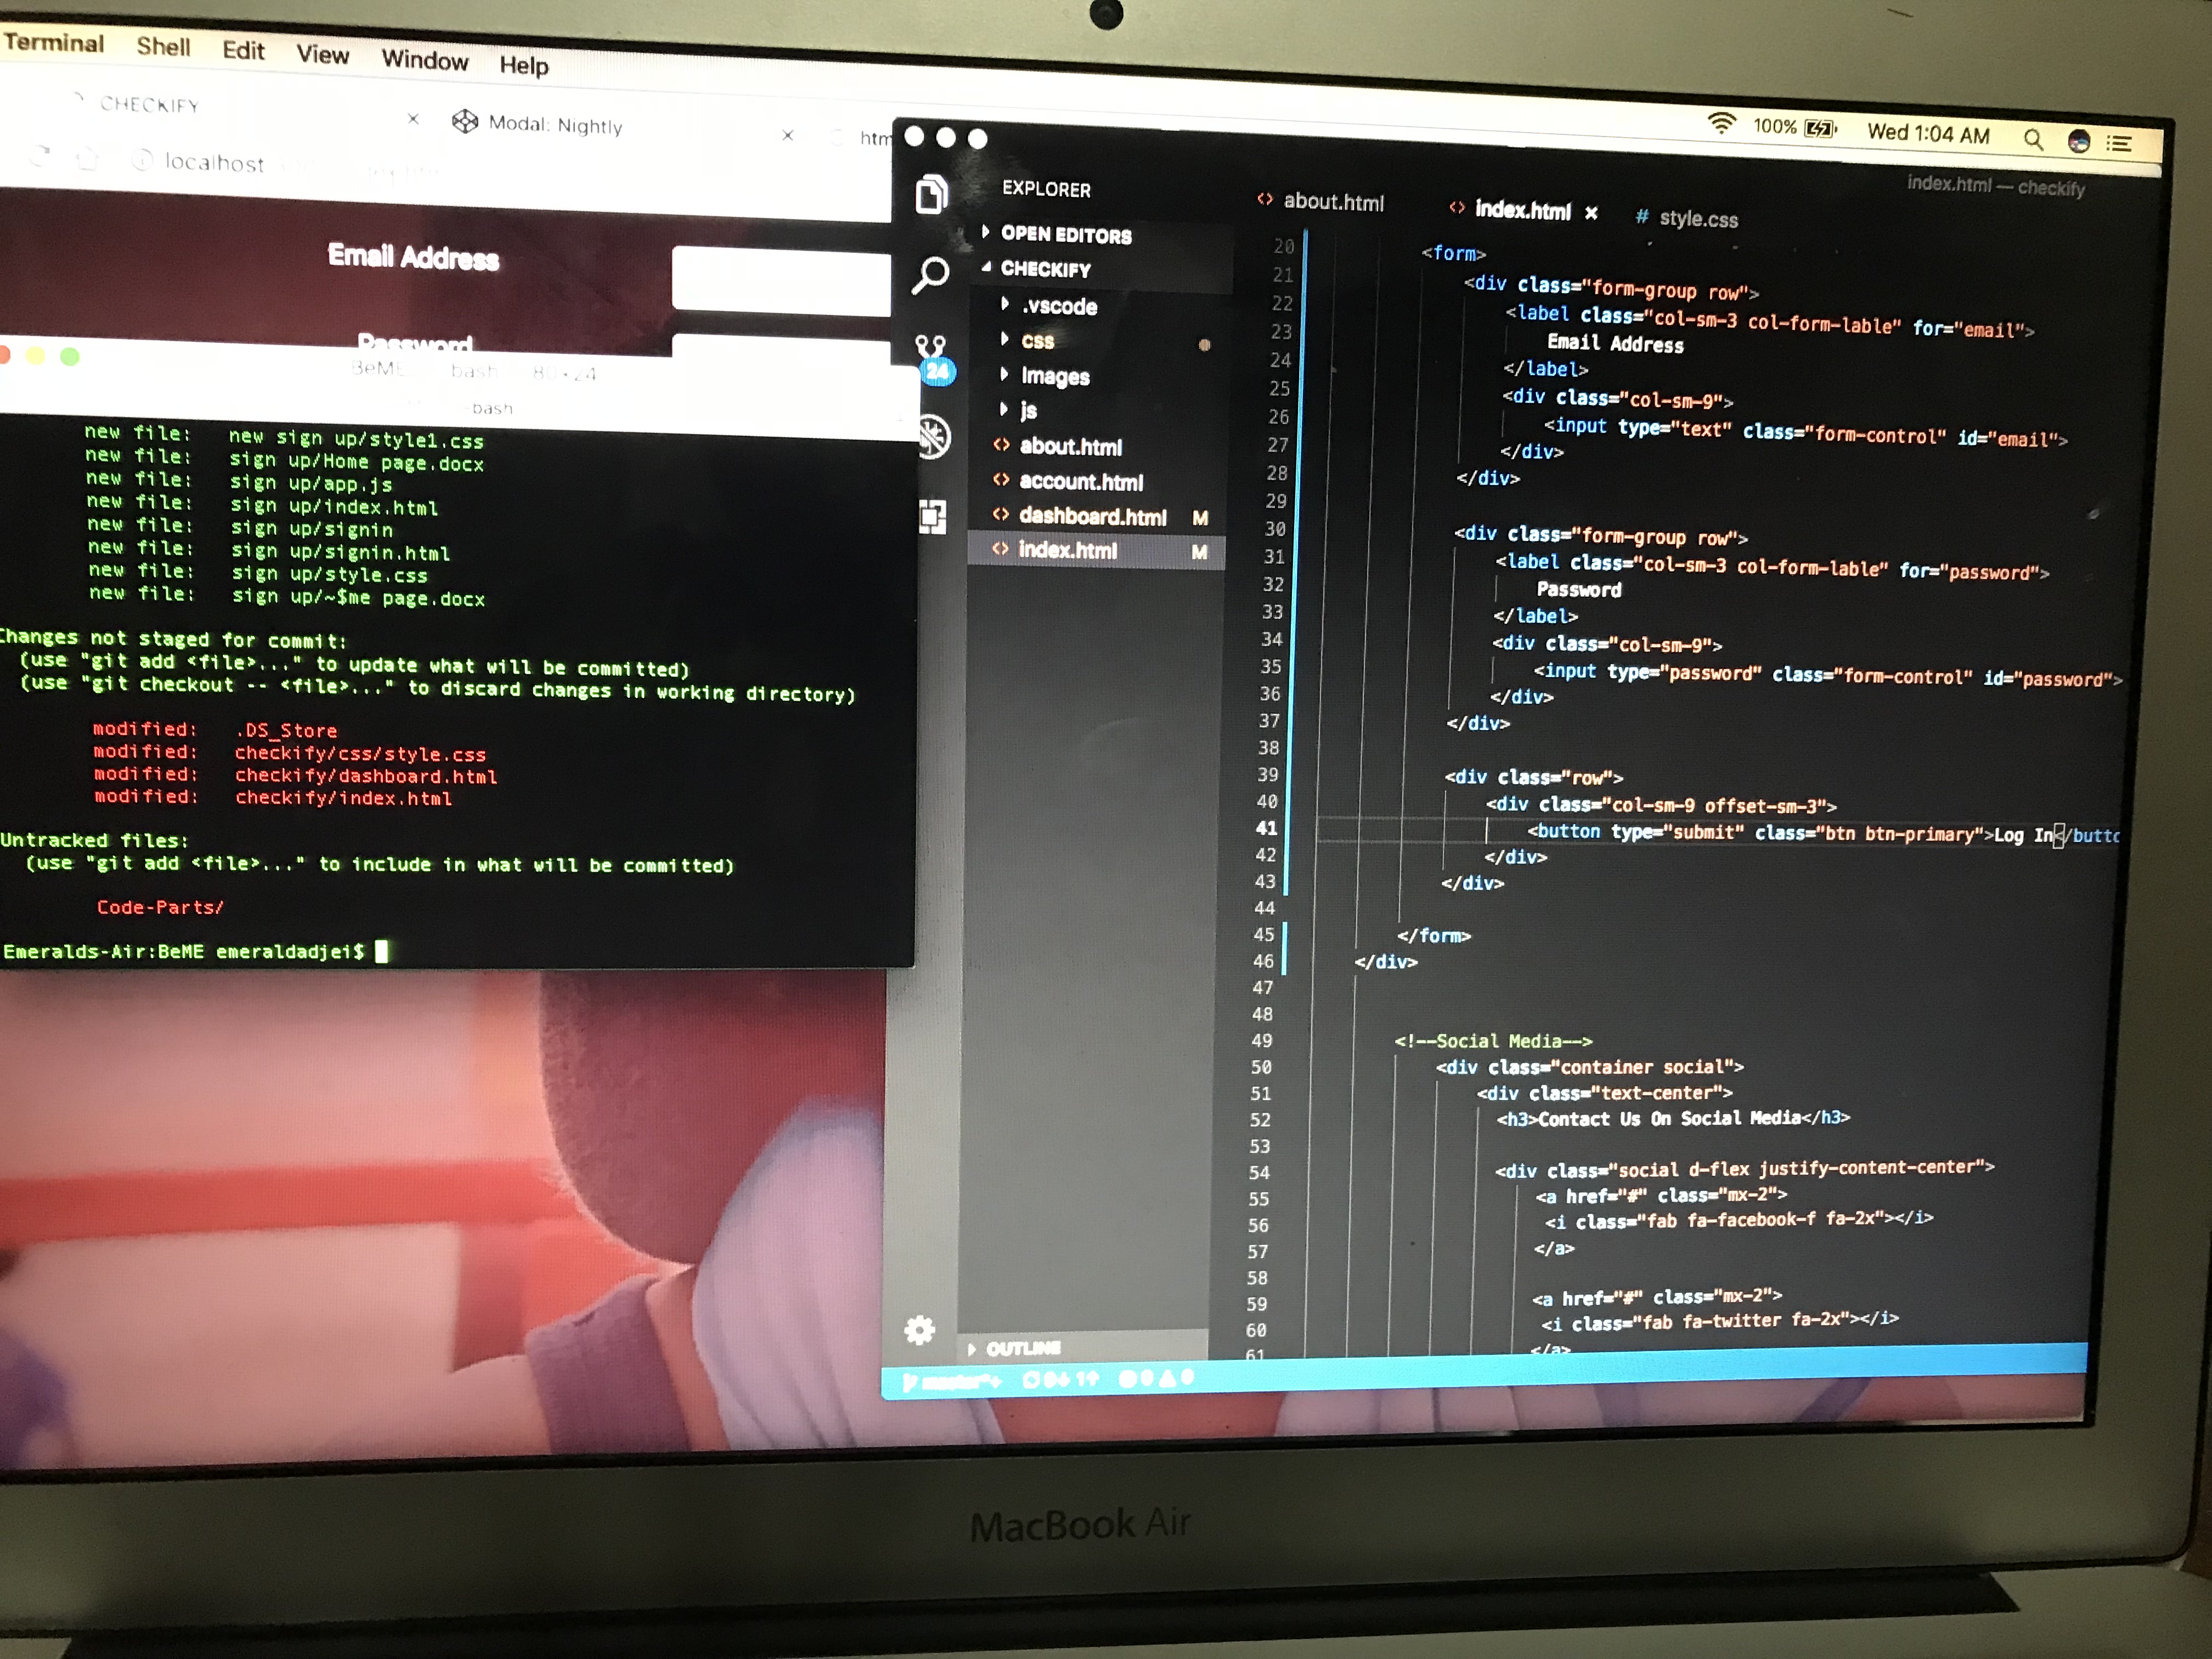 Terminal Shell Edit View Window Help
100% Wed 1:04 AM
CHECKIFY × Modal: Nightly × htm
localhost
Email Address
Password
BeME bash 80 24
-bash
new file: new sign up/style1.css
new file: sign up/Home page.docx
new file: sign up/app.js
new file: sign up/index.html
new file: sign up/signin
new file: sign up/signin.html
new file: sign up/style.css
new file: sign up/~$me page.docx
Changes not staged for commit:
(use "git add <file>..." to update what will be committed)
(use "git checkout -- <file>..." to discard changes in working directory)
modified: .DS_Store
modified: checkify/css/style.css
modified: checkify/dashboard.html
modified: checkify/index.html
Untracked files:
(use "git add <file>..." to include in what will be committed)
Code-Parts/
Emeralds-Air:BeME emeraldadjei$
index.html — checkify
24
EXPLORER
OPEN EDITORS
CHECKIFY
.vscode
css
Images
js
<> about.html
<> account.html
<> dashboard.html M
<> index.html M
OUTLINE
<> about.html <> index.html × # style.css
20 <form>
21 <div class="form-group row">
22 <label class="col-sm-3 col-form-lable" for="email">
23 Email Address
24 </label>
25 <div class="col-sm-9">
26 <input type="text" class="form-control" id="email">
27 </div>
28 </div>
29
30 <div class="form-group row">
31 <label class="col-sm-3 col-form-lable" for="password">
32 Password
33 </label>
34 <div class="col-sm-9">
35 <input type="password" class="form-control" id="password">
36 </div>
37 </div>
38
39 <div class="row">
40 <div class="col-sm-9 offset-sm-3">
41 <button type="submit" class="btn btn-primary">Log In</butto
42 </div>
43 </div>
44
45 </form>
46 </div>
47
48
49 <!--Social Media-->
50 <div class="container social">
51 <div class="text-center">
52 <h3>Contact Us On Social Media</h3>
53
54 <div class="social d-flex justify-content-center">
55 <a href="#" class="mx-2">
56 <i class="fab fa-facebook-f fa-2x"></i>
57 </a>
58
59 <a href="#" class="mx-2">
60 <i class="fab fa-twitter fa-2x"></i>
61 </a>
master*+ 0↓ 1↑ 0 0
MacBook Air